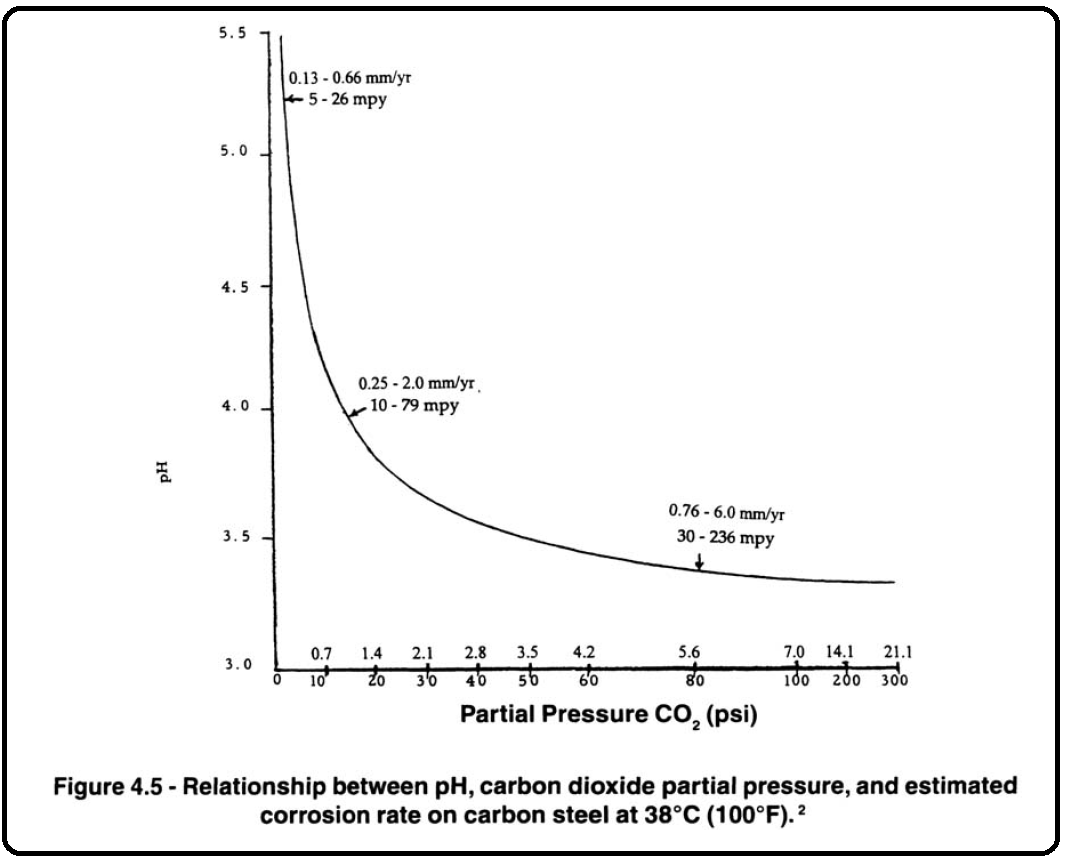 5.5
0.13 - 0.66 mm/yr
5 - 26 mpy
5.0
4.5
0.25 - 2.0 mm/yr
10 - 79 mpy
4.0
pH
0.76 - 6.0 mm/yr
30 - 236 mpy
3.5
0.7 1.4 2.1 2.8 3.5 4.2 5.6 7.0 14.1 21.1
3.0
0 10 20 30 40 50 60 80 100 200 300
Partial Pressure CO₂ (psi)
Figure 4.5 - Relationship between pH, carbon dioxide partial pressure, and estimated
corrosion rate on carbon steel at 38°C (100°F).²